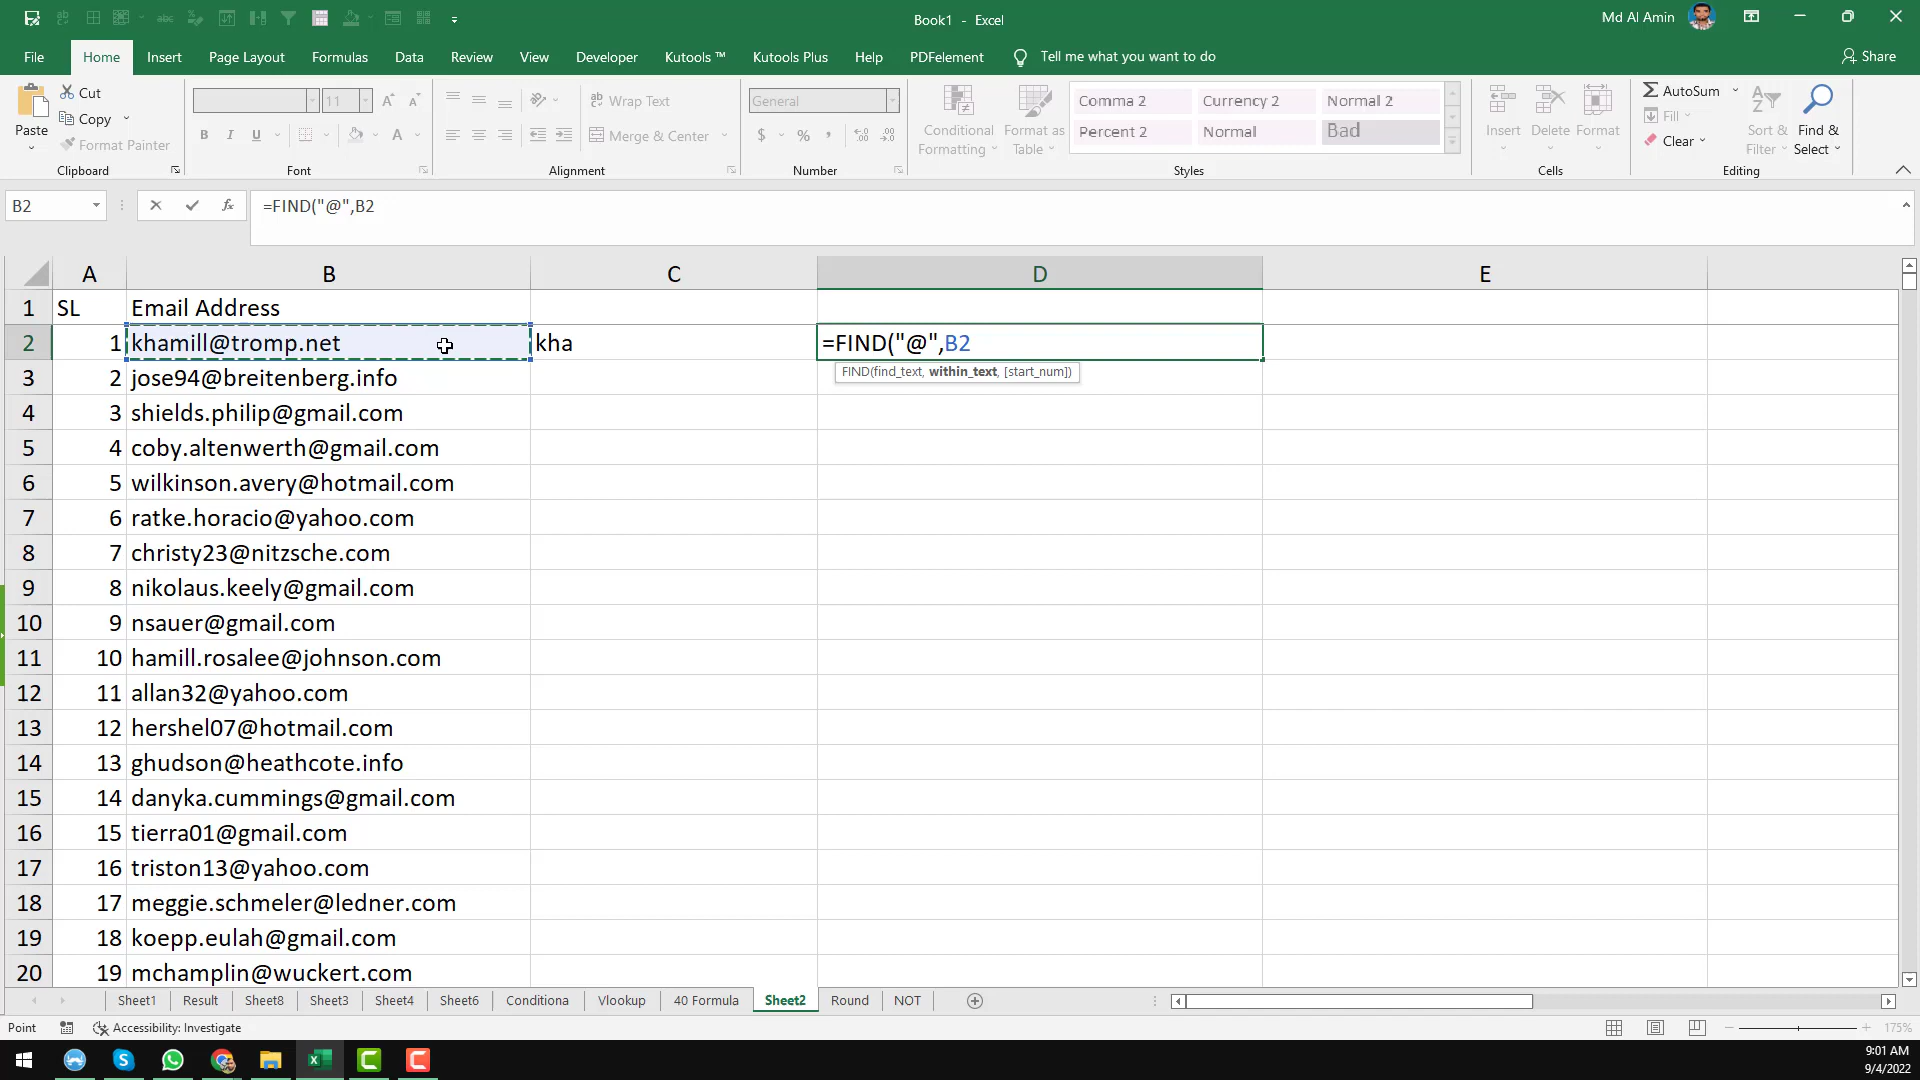 Book1 - Excel
Md Al Amin
File Home Insert Page Layout Formulas Data Review View Developer Kutools ™ Kutools Plus Help PDFelement Tell me what you want to do Share
Paste
Cut
Copy
Format Painter
Clipboard
11
B I U A
Font
ab Wrap Text
Merge & Center
Alignment
General
$ % ,
Number
Conditional Formatting
Format as Table
Comma 2 Currency 2 Normal 2
Percent 2 Normal Bad
Styles
Insert Delete Format
Cells
AutoSum
Fill
Clear
Sort & Filter
Find & Select
Editing
B2
fx
=FIND("@",B2
A B C D E
1 SL Email Address
2 1 khamill@tromp.net kha =FIND("@",B2
FIND(find_text, within_text, [start_num])
3 2 jose94@breitenberg.info
4 3 shields.philip@gmail.com
5 4 coby.altenwerth@gmail.com
6 5 wilkinson.avery@hotmail.com
7 6 ratke.horacio@yahoo.com
8 7 christy23@nitzsche.com
9 8 nikolaus.keely@gmail.com
10 9 nsauer@gmail.com
11 10 hamill.rosalee@johnson.com
12 11 allan32@yahoo.com
13 12 hershel07@hotmail.com
14 13 ghudson@heathcote.info
15 14 danyka.cummings@gmail.com
16 15 tierra01@gmail.com
17 16 triston13@yahoo.com
18 17 meggie.schmeler@ledner.com
19 18 koepp.eulah@gmail.com
20 19 mchamplin@wuckert.com
Sheet1 Result Sheet8 Sheet3 Sheet4 Sheet6 Conditiona Vlookup 40 Formula Sheet2 Round NOT
Point Accessibility: Investigate 175%
9:01 AM
9/4/2022